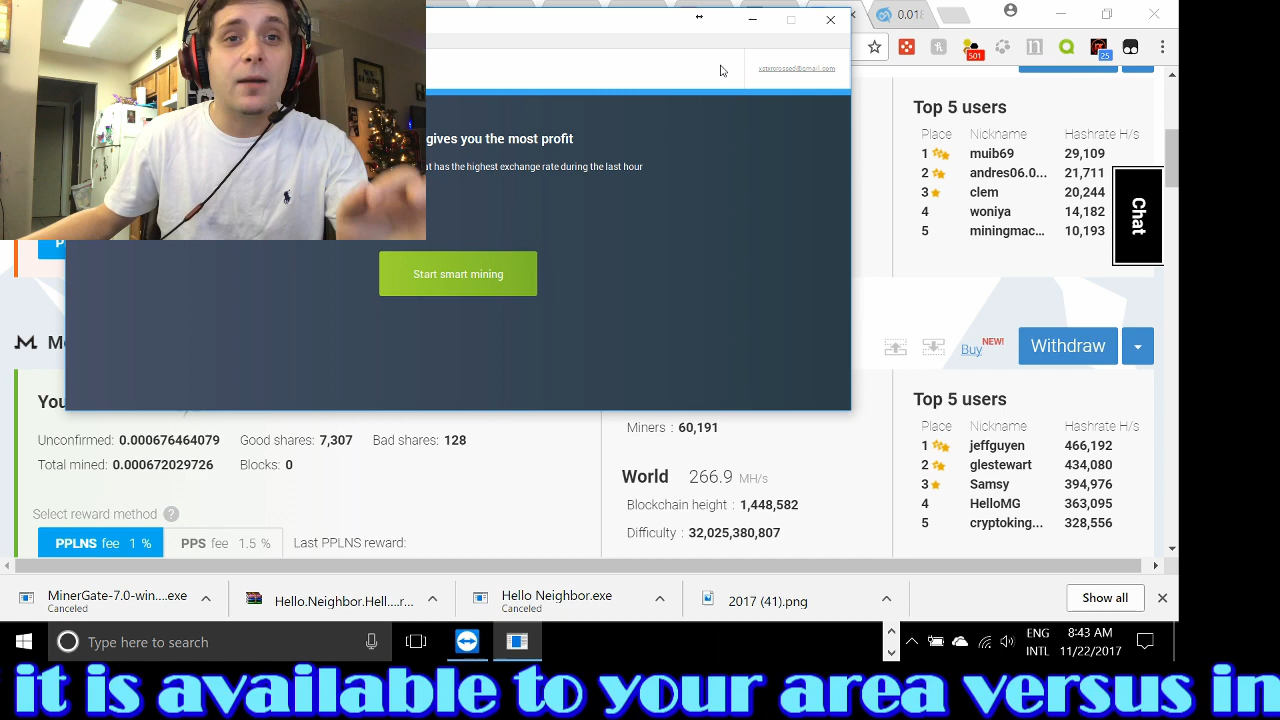 0.018
501
25
gives you the most profit
at has the highest exchange rate during the last hour
Start smart mining
Top 5 users
Place Nickname Hashrate H/s
1 muib69 29,109
2 andres06.0... 21,711
3 clem 20,244
4 woniya 14,182
5 miningmac... 10,193
Chat
Buy NEW! Withdraw
You
Unconfirmed: 0.000676464079 Good shares: 7,307 Bad shares: 128
Total mined: 0.000672029726 Blocks: 0
Select reward method ?
PPLNS fee 1 % PPS fee 1.5 % Last PPLNS reward:
Miners : 60,191
World 266.9 MH/s
Blockchain height : 1,448,582
Difficulty : 32,025,380,807
Top 5 users
Place Nickname Hashrate H/s
1 jeffguyen 466,192
2 glestewart 434,080
3 Samsy 394,976
4 HelloMG 363,095
5 cryptoking... 328,556
MinerGate-7.0-win....exe
Canceled
Hello.Neighbor.Hell....r...
Hello Neighbor.exe
Canceled
2017 (41).png
Show all
Type here to search
ENG
INTL
8:43 AM
11/22/2017
it is available to your area versus in